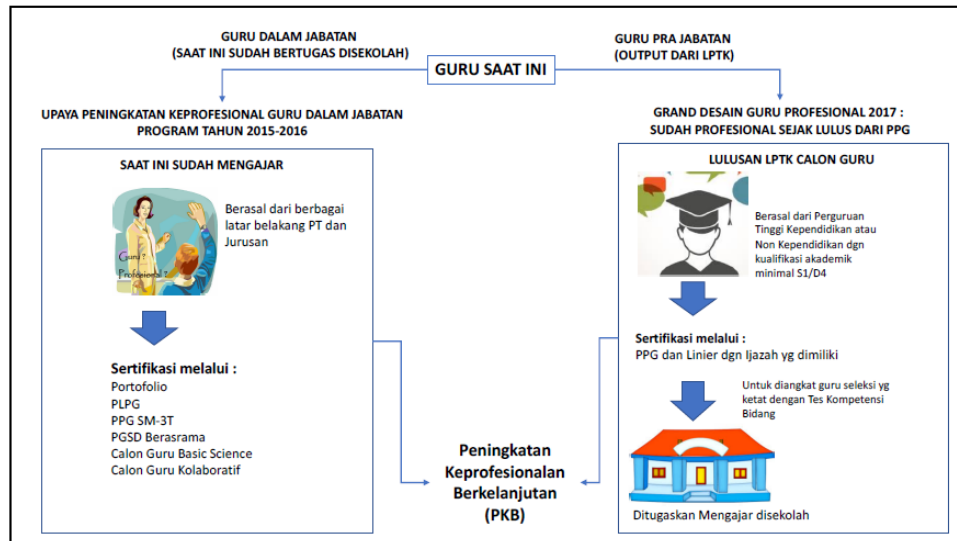 GURU DALAM JABATAN
(SAAT INI SUDAH BERTUGAS DISEKOLAH)
GURU PRA JABATAN
(OUTPUT DARI LPTK)
GURU SAAT INI
UPAYA PENINGKATAN KEPROFESIONAL GURU DALAM JABATAN
PROGRAM TAHUN 2015-2016
SAAT INI SUDAH MENGAJAR
Guru ?
Profesional ?
Berasal dari berbagai
latar belakang PT dan
Jurusan
Sertifikasi melalui :
Portofolio
PLPG
PPG SM-3T
PGSD Berasrama
Calon Guru Basic Science
Calon Guru Kolaboratif
GRAND DESAIN GURU PROFESIONAL 2017 :
SUDAH PROFESIONAL SEJAK LULUS DARI PPG
LULUSAN LPTK CALON GURU
Berasal dari Perguruan
Tinggi Kependidikan atau
Non Kependidikan dgn
kualifikasi akademik
minimal S1/D4
Sertifikasi melalui :
PPG dan Linier dgn Ijazah yg dimiliki
Untuk diangkat guru seleksi yg
ketat dengan Tes Kompetensi
Bidang
Ditugaskan Mengajar disekolah
Peningkatan
Keprofesionalan
Berkelanjutan
(PKB)